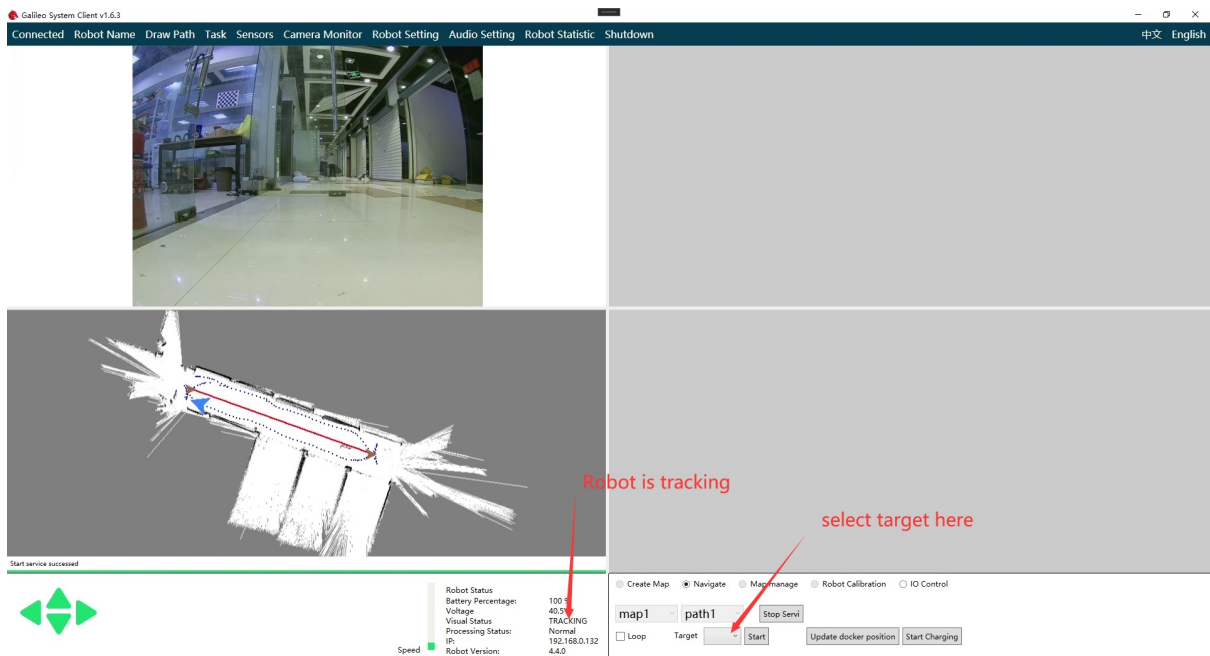 Galileo System Client v1.6.3
Connected Robot Name Draw Path Task Sensors Camera Monitor Robot Setting Audio Setting Robot Statistic Shutdown 中文 English
Robot is tracking
select target here
Start service successed
Robot Status
Battery Percentage: 100 %
Voltage 40.5V
Visual Status TRACKING
Processing Status: Normal
IP: 192.168.0.132
Speed Robot Version: 4.4.0
Create Map Navigate Map manage Robot Calibration IO Control
map1 path1 Stop Servi
Loop Target Start Update docker position Start Charging